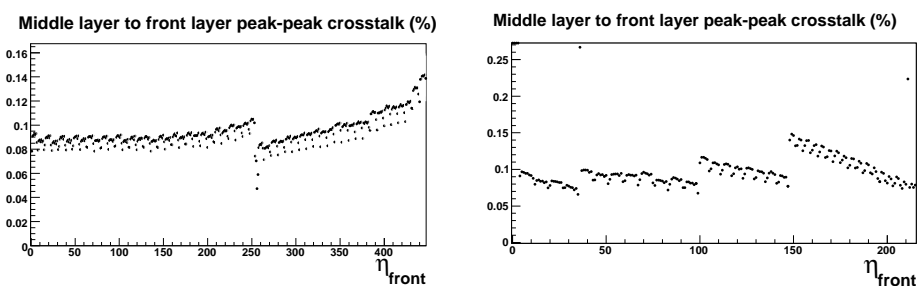 Middle layer to front layer peak-peak crosstalk (%)
0.16
0.14
0.12
0.1
0.08
0.06
0.04
0.02
0
0 50 100 150 200 250 300 350 400
η front
Middle layer to front layer peak-peak crosstalk (%)
0.25
0.2
0.15
0.1
0.05
0
0 50 100 150 200
η front